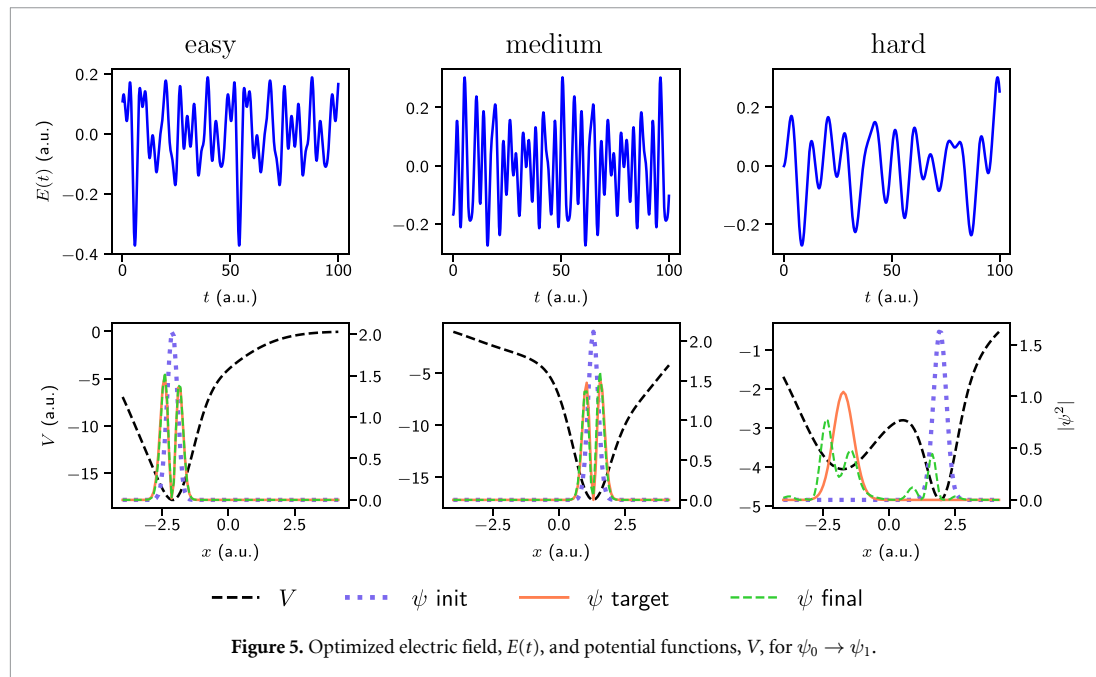 easy medium hard
0.2
0.0
−0.2
−0.4
E(t) (a.u.)
0 50 100
t (a.u.)
0.2
0.0
−0.2
0 50 100
t (a.u.)
0.2
0.0
−0.2
0 50 100
t (a.u.)
0
−5
−10
−15
V (a.u.)
2.0
1.5
1.0
0.5
0.0
−2.5 0.0 2.5
x (a.u.)
−5
−10
−15
2.0
1.5
1.0
0.5
0.0
−2.5 0.0 2.5
x (a.u.)
−1
−2
−3
−4
−5
1.5
1.0
0.5
0.0
|ψ²|
−2.5 0.0 2.5
x (a.u.)
V ψ init ψ target ψ final
Figure 5. Optimized electric field, E(t), and potential functions, V, for ψ₀ → ψ₁.